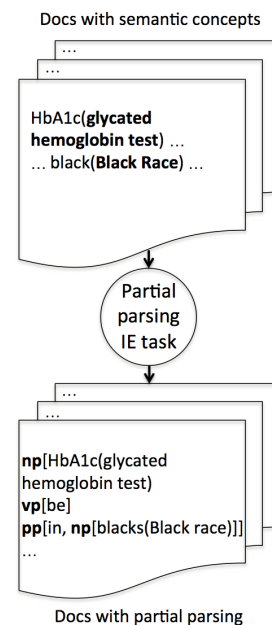 Docs with semantic concepts
...
...
HbA1c(glycated
hemoglobin test) ...
... black(Black Race) ...
Partial
parsing
IE task
...
...
np[HbA1c(glycated
hemoglobin test)
vp[be]
pp[in, np[blacks(Black race)]]
...
Docs with partial parsing